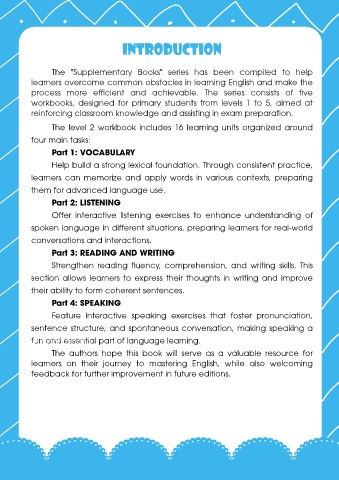 INTRODUCTION
The "Supplementary Books" series has been compiled to help
learners overcome common obstacles in learning English and make the
process more efficient and achievable. The series consists of five
workbooks, designed for primary students from levels 1 to 5, aimed at
reinforcing classroom knowledge and assisting in exam preparation.
The level 2 workbook includes 16 learning units organized around
four main tasks:
Part 1: VOCABULARY
Help build a strong lexical foundation. Through consistent practice,
learners can memorize and apply words in various contexts, preparing
them for advanced language use.
Part 2: LISTENING
Offer interactive listening exercises to enhance understanding of
spoken language in different situations, preparing learners for real-world
conversations and interactions.
Part 3: READING AND WRITING
Strengthen reading fluency, comprehension, and writing skills. This
section allows learners to express their thoughts in writing and improve
their ability to form coherent sentences.
Part 4: SPEAKING
Feature interactive speaking exercises that foster pronunciation,
sentence structure, and spontaneous conversation, making speaking a
fun and essential part of language learning.
The authors hope this book will serve as a valuable resource for
learners on their journey to mastering English, while also welcoming
feedback for further improvement in future editions.